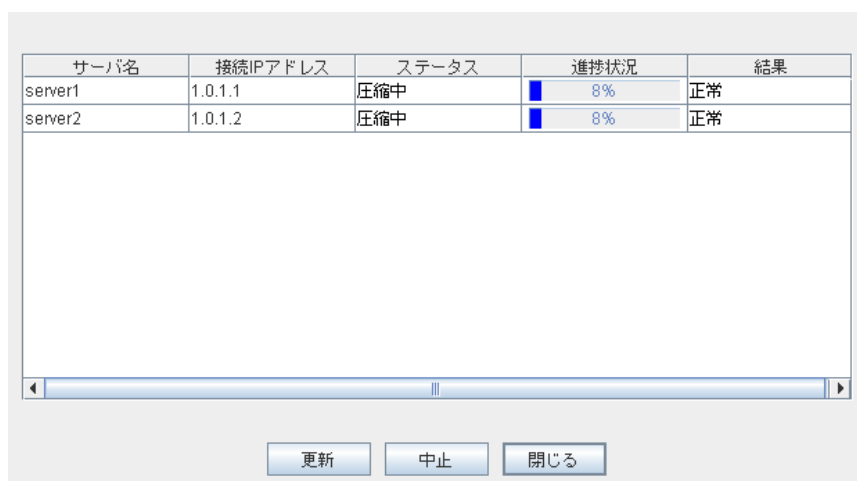 サーバ名 接続IPアドレス ステータス 進捗状況 結果
server1 1.0.1.1 圧縮中 8% 正常
server2 1.0.1.2 圧縮中 8% 正常
更新 中止 閉じる